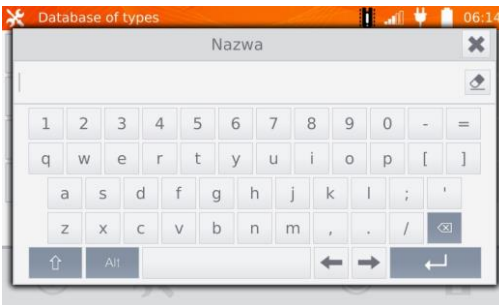 Database of types 06:14
Nazwa
1 2 3 4 5 6 7 8 9 0 - =
q w e r t y u i o p [ ]
a s d f g h j k l ; '
z x c v b n m , . /
Alt